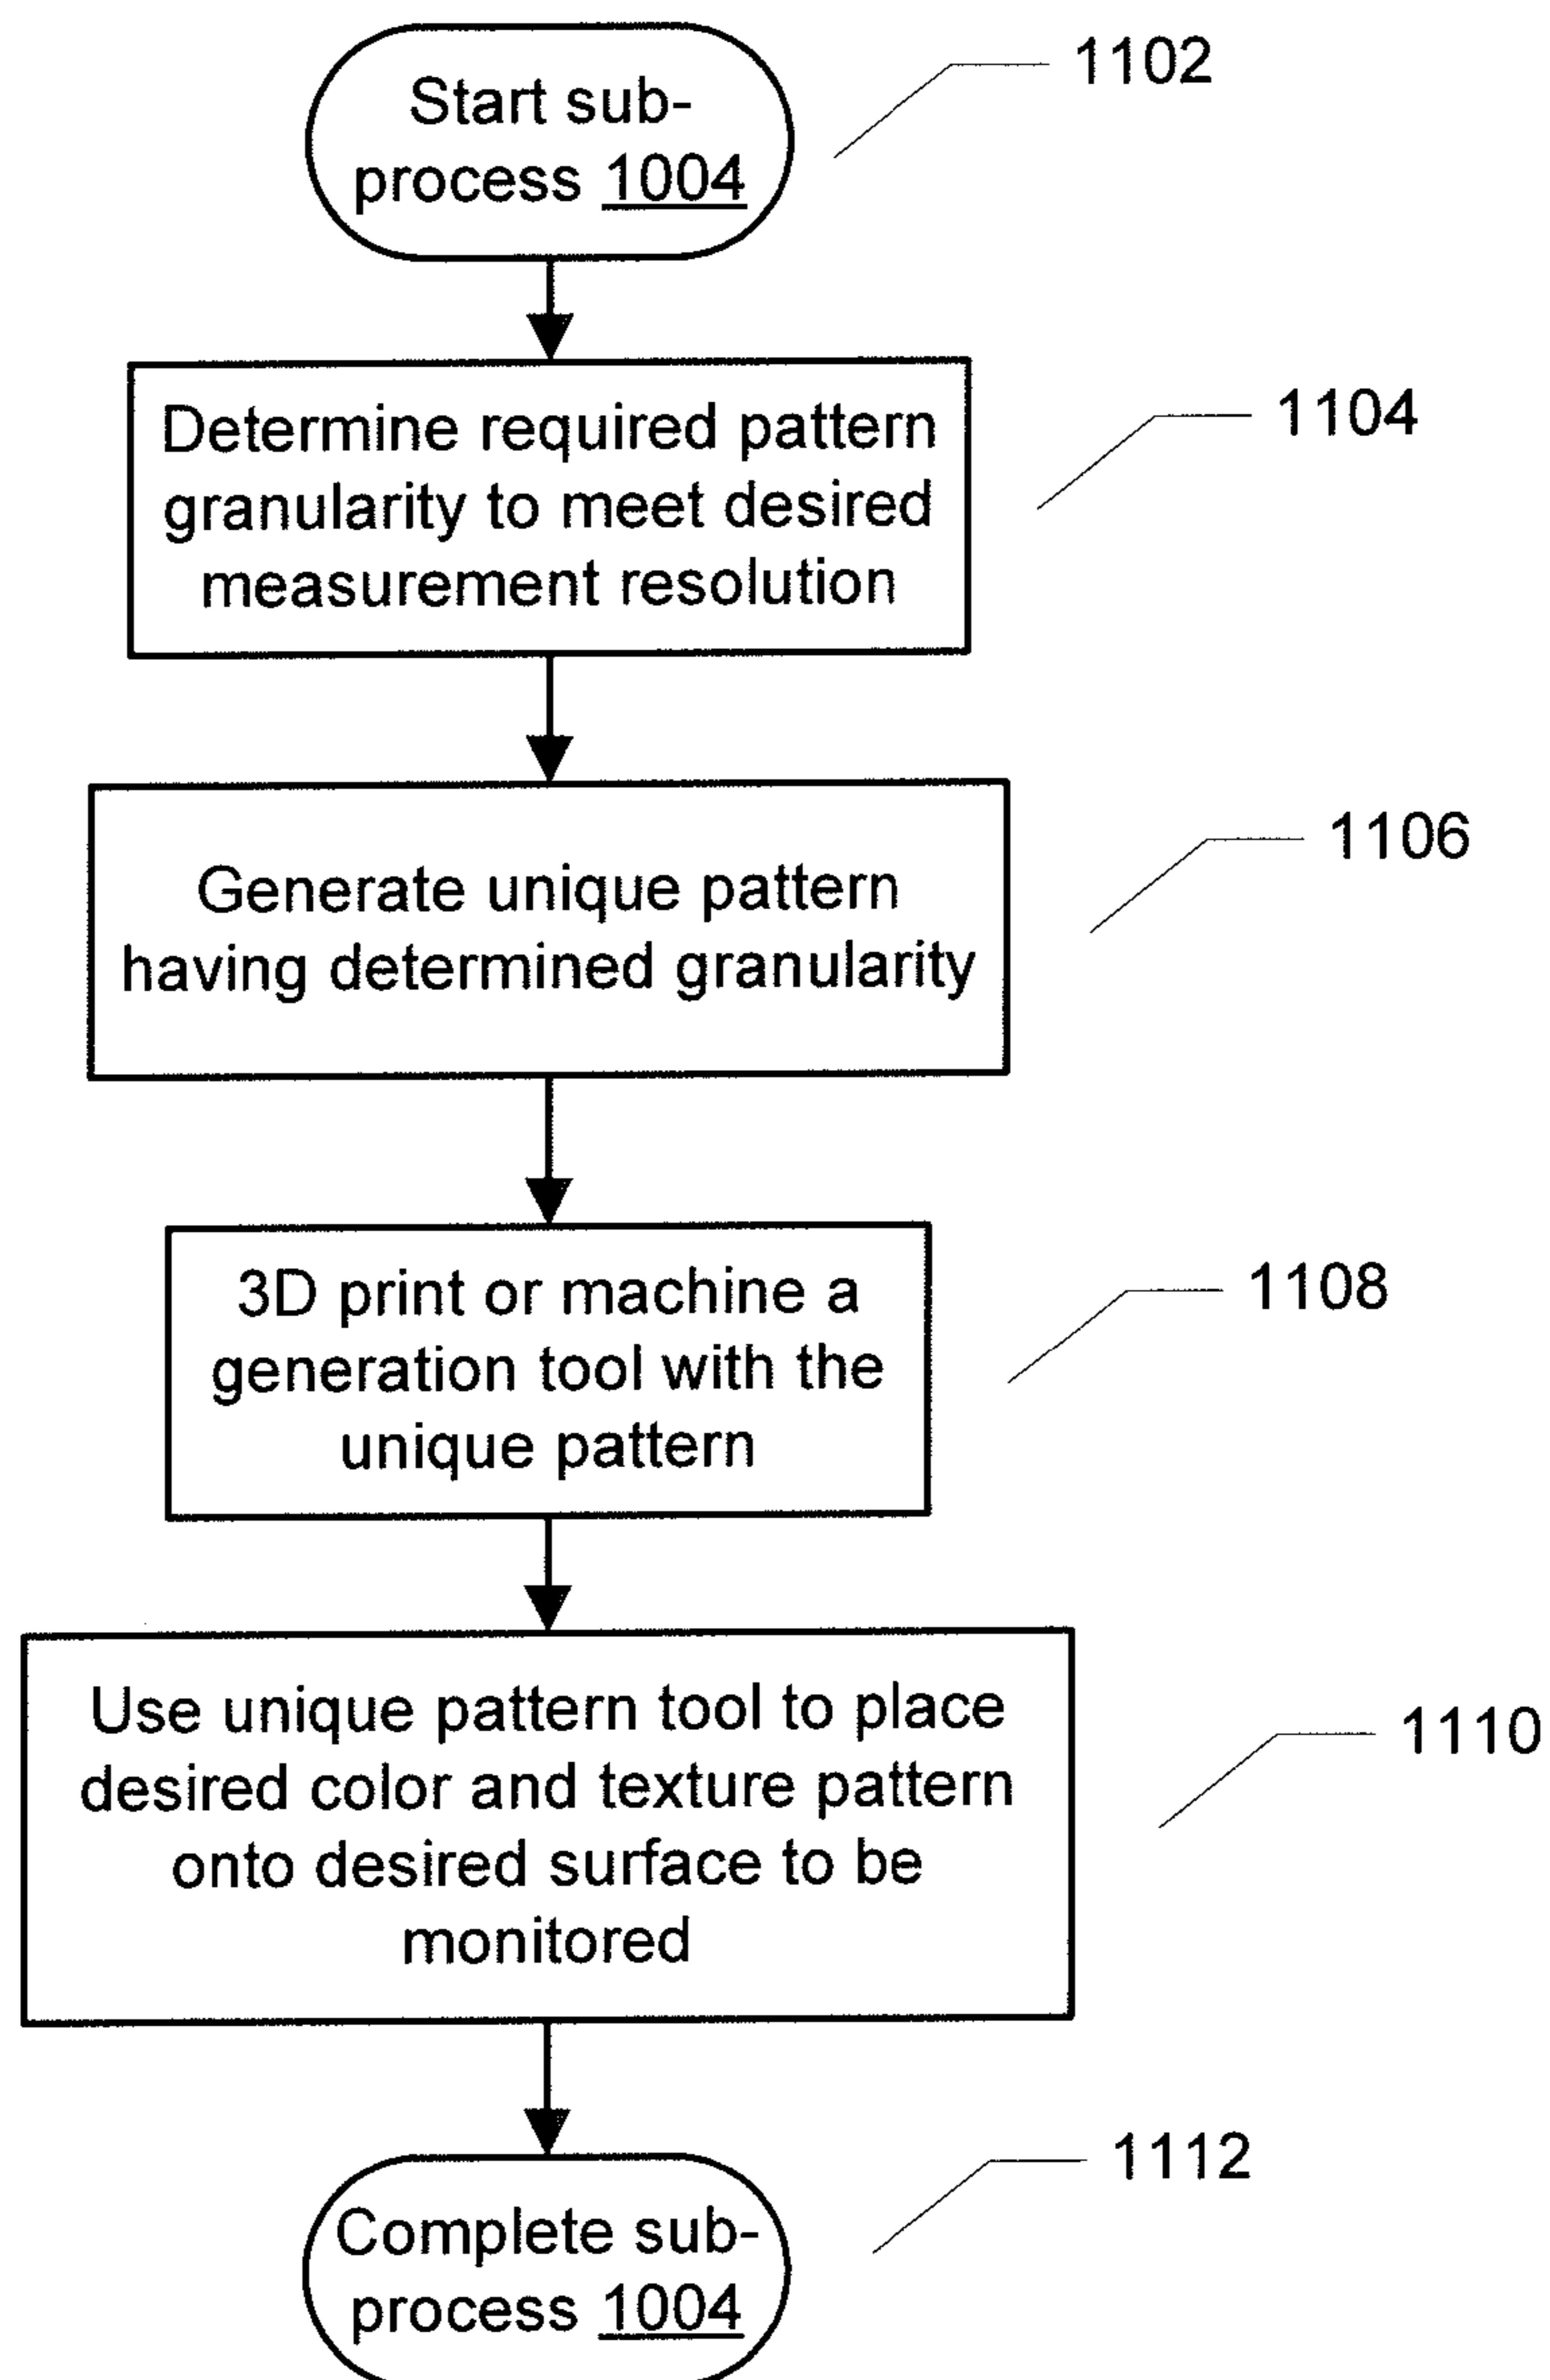 Start sub-
process 1004
1102
Determine required pattern
granularity to meet desired
measurement resolution
1104
Generate unique pattern
having determined granularity
1106
3D print or machine a
generation tool with the
unique pattern
1108
Use unique pattern tool to place
desired color and texture pattern
onto desired surface to be
monitored
1110
Complete sub-
process 1004
1112